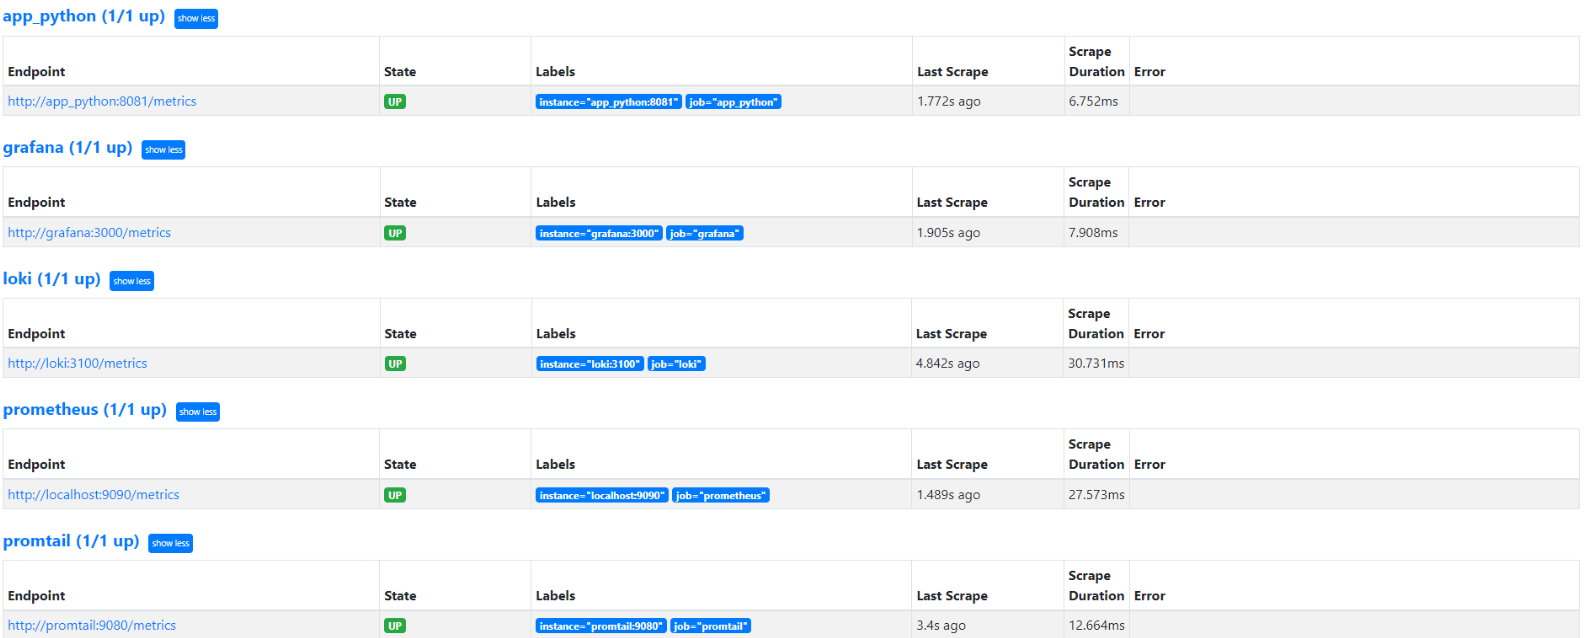 app_python (1/1 up) show less
Endpoint State Labels Last Scrape Scrape Duration Error
http://app_python:8081/metrics UP instance="app_python:8081" job="app_python" 1.772s ago 6.752ms
grafana (1/1 up) show less
Endpoint State Labels Last Scrape Scrape Duration Error
http://grafana:3000/metrics UP instance="grafana:3000" job="grafana" 1.905s ago 7.908ms
loki (1/1 up) show less
Endpoint State Labels Last Scrape Scrape Duration Error
http://loki:3100/metrics UP instance="loki:3100" job="loki" 4.842s ago 30.731ms
prometheus (1/1 up) show less
Endpoint State Labels Last Scrape Scrape Duration Error
http://localhost:9090/metrics UP instance="localhost:9090" job="prometheus" 1.489s ago 27.573ms
promtail (1/1 up) show less
Endpoint State Labels Last Scrape Scrape Duration Error
http://promtail:9080/metrics UP instance="promtail:9080" job="promtail" 3.4s ago 12.664ms